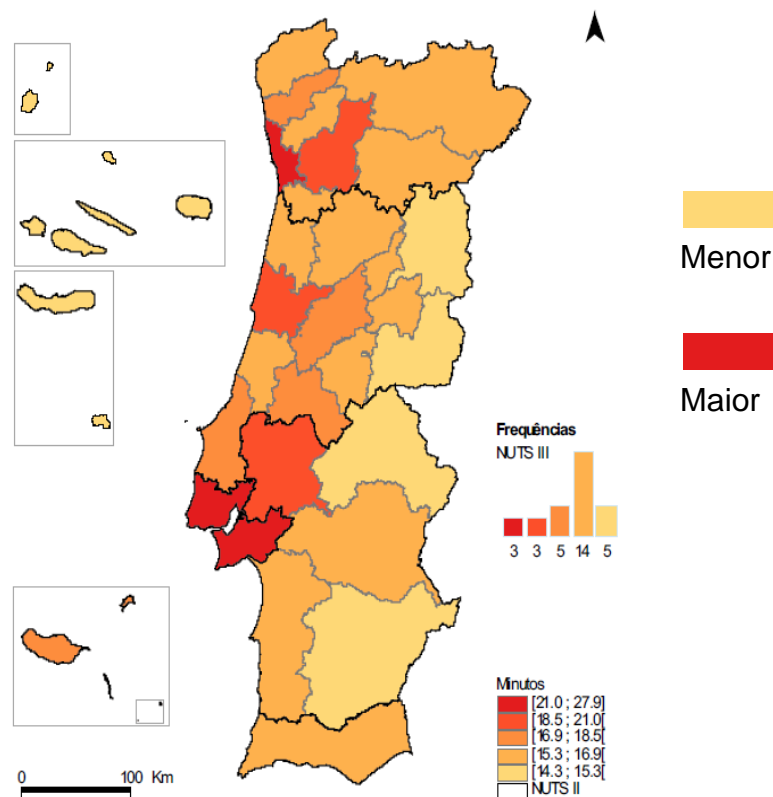 Menor
Maior
Frequências
NUTS III
3 3 5 14 5
Minutos
[21.0 ; 27.9]
[18.5 ; 21.0[
[16.9 ; 18.5[
[15.3 ; 16.9[
[14.3 ; 15.3[
NUTS II
0 100 Km